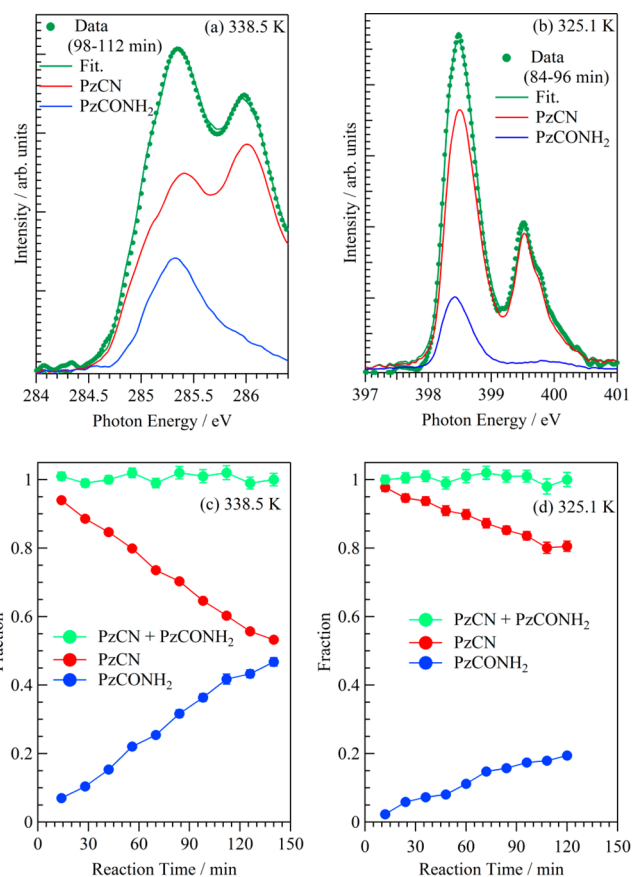 (a) 338.5 K
Data
(98-112 min)
Fit.
PzCN
PzCONH₂
Intensity / arb. units
284 284.5 285 285.5 286
Photon Energy / eV
(b) 325.1 K
Data
(84-96 min)
Fit.
PzCN
PzCONH₂
Intensity / arb. units
397 398 399 400 401
Photon Energy / eV
(c) 338.5 K
1
0.8
0.6
0.4
0.2
0
PzCN + PzCONH₂
PzCN
PzCONH₂
0 30 60 90 120 150
Reaction Time / min
(d) 325.1 K
1
0.8
0.6
0.4
0.2
0
Fraction
PzCN + PzCONH₂
PzCN
PzCONH₂
0 30 60 90 120 150
Reaction Time / min